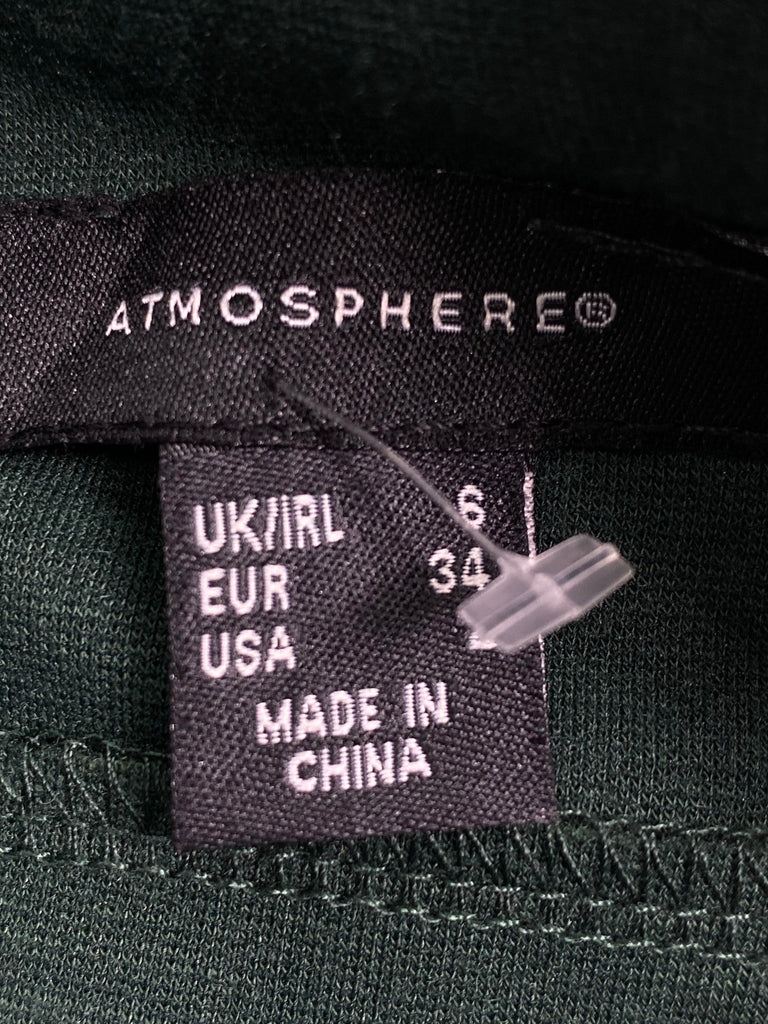 ATMOSPHERE®
UK/IRL 6
EUR 34
USA
MADE IN
CHINA